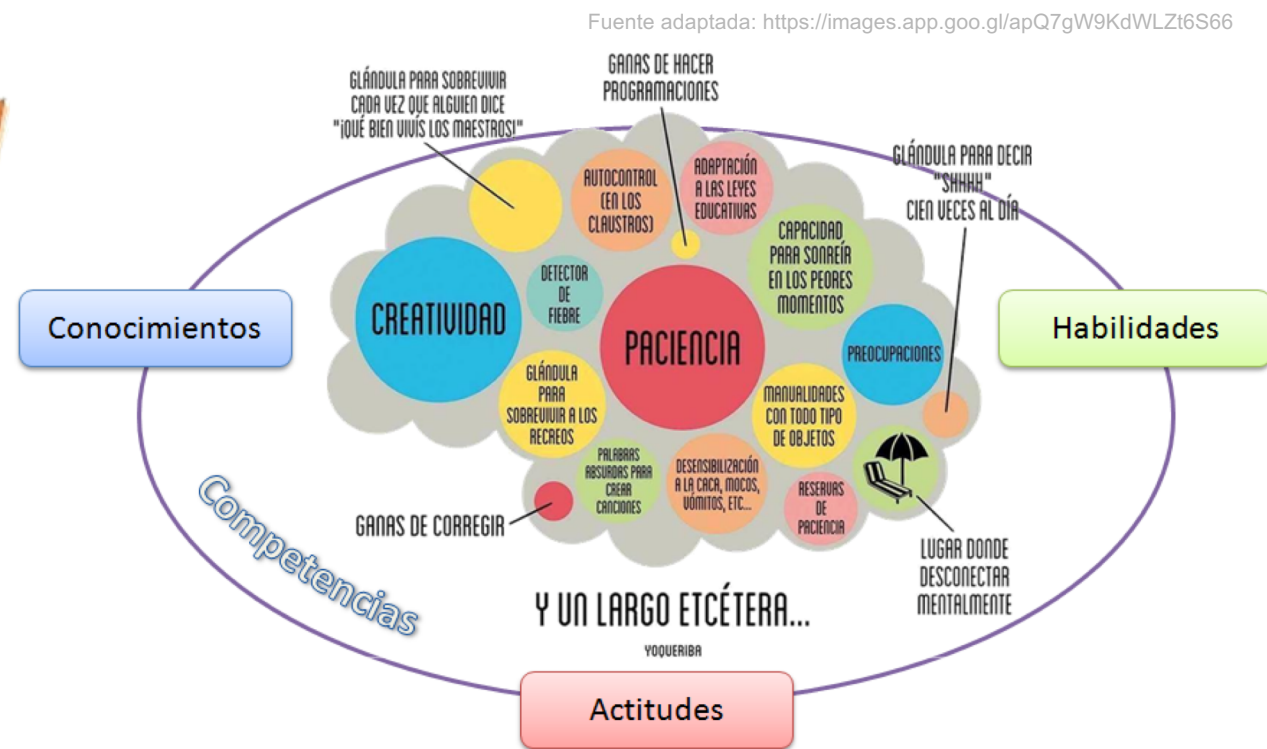 Fuente adaptada: https://images.app.goo.gl/apQ7gW9KdWLZt6S66
GLÁNDULA PARA SOBREVIVIR
CADA VEZ QUE ALGUIEN DICE
"¡QUÉ BIEN VIVÍS LOS MAESTROS!"
GANAS DE HACER
PROGRAMACIONES
GLÁNDULA PARA DECIR
"SHHHH"
CIEN VECES AL DÍA
AUTOCONTROL
(EN LOS
CLAUSTROS)
ADAPTACIÓN
A LAS LEYES
EDUCATIVAS
CAPACIDAD
PARA SONREÍR
EN LOS PEORES
MOMENTOS
DETECTOR
DE
FIEBRE
CREATIVIDAD
PACIENCIA
PREOCUPACIONES
Conocimientos
Habilidades
GLÁNDULA
PARA
SOBREVIVIR A LOS
RECREOS
MANUALIDADES
CON TODO TIPO
DE OBJETOS
PALABRAS
ABSURDAS PARA
CREAR
CANCIONES
DESENSIBILIZACIÓN
A LA CACA, MOCOS,
VÓMITOS, ETC...
RESERVAS
DE
PACIENCIA
GANAS DE CORREGIR
LUGAR DONDE
DESCONECTAR
MENTALMENTE
Competencias
Y UN LARGO ETCÉTERA...
YOQUERIBA
Actitudes